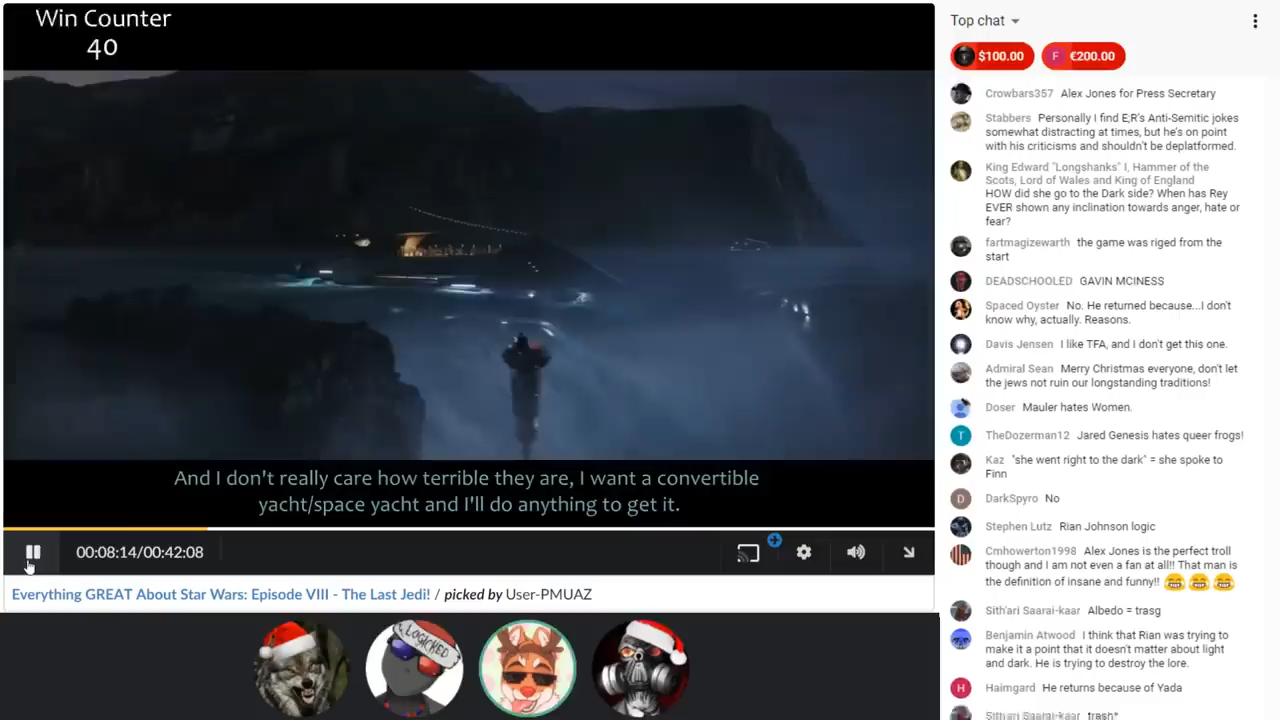 Win Counter
40
And I don't really care how terrible they are, I want a convertible
yacht/space yacht and I'll do anything to get it.
00:08:14/00:42:08
Everything GREAT About Star Wars: Episode VIII - The Last Jedi! / picked by User-PMUAZ
LOGICKED
Top chat
$100.00
F €200.00
Crowbars357 Alex Jones for Press Secretary
Stabbers Personally I find E;R's Anti-Semitic jokes
somewhat distracting at times, but he's on point
with his criticisms and shouldn't be deplatformed.
King Edward "Longshanks" I, Hammer of the
Scots, Lord of Wales and King of England
HOW did she go to the Dark side? When has Rey
EVER shown any inclination towards anger, hate or
fear?
fartmagizewarth the game was riged from the
start
DEADSCHOOLED GAVIN MCINESS
Spaced Oyster No. He returned because...I don't
know why, actually. Reasons.
Davis Jensen I like TFA, and I don't get this one.
Admiral Sean Merry Christmas everyone, don't let
the jews not ruin our longstanding traditions!
Doser Mauler hates Women.
T TheDozerman12 Jared Genesis hates queer frogs!
Kaz "she went right to the dark" = she spoke to
Finn
D DarkSpyro No
Stephen Lutz Rian Johnson logic
Cmhowerton1998 Alex Jones is the perfect troll
though and I am not even a fan at all!! That man is
the definition of insane and funny!! 😂 😂 😂
Sith'ari Saarai-kaar Albedo = trasg
Benjamin Atwood I think that Rian was trying to
make it a point that it doesn't matter about light
and dark. He is trying to destroy the lore.
H Haimgard He returns because of Yada
Sith'ari Saarai-kaar trash*